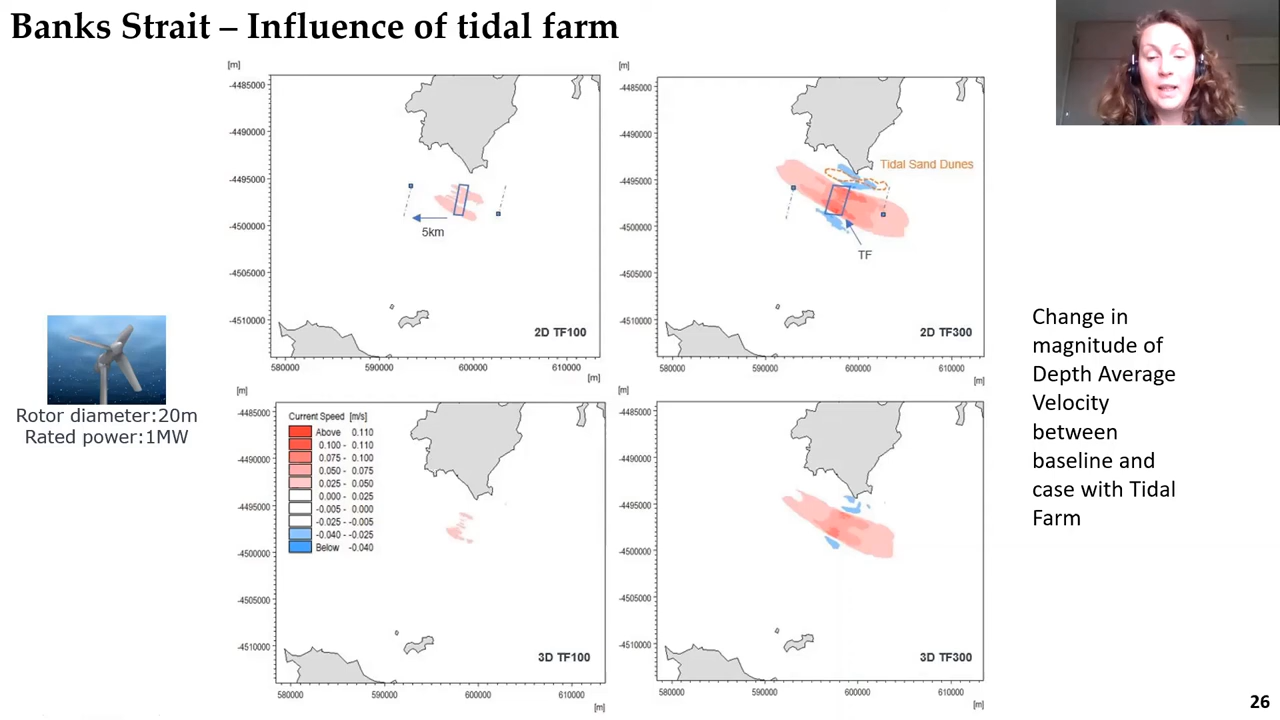 Banks Strait – Influence of tidal farm
[m]
-4485000
-4490000
-4495000
-4500000
-4505000
-4510000
580000
590000
600000
610000
[m]
5km
2D TF100
[m]
-4485000
-4490000
-4495000
-4500000
-4505000
-4510000
580000
590000
600000
610000
[m]
Tidal Sand Dunes
TF
2D TF300
Rotor diameter:20m
Rated power:1MW
[m]
-4485000
-4490000
-4495000
-4500000
-4505000
-4510000
580000
590000
600000
610000
[m]
Current Speed [m/s]
Above 0.110
0.100 - 0.110
0.075 - 0.100
0.050 - 0.075
0.025 - 0.050
0.000 - 0.025
-0.005 - 0.000
-0.025 - -0.005
-0.040 - -0.025
Below -0.040
3D TF100
[m]
-4485000
-4490000
-4495000
-4500000
-4505000
-4510000
580000
590000
600000
610000
[m]
3D TF300
Change in
magnitude of
Depth Average
Velocity
between
baseline and
case with Tidal
Farm
26